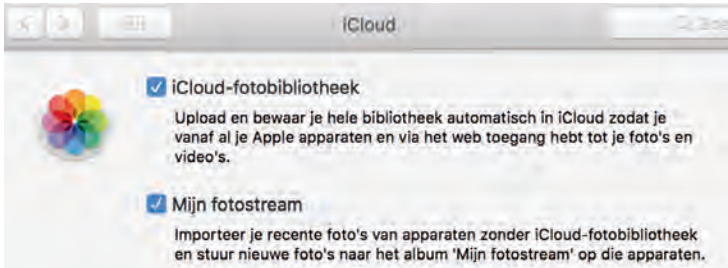 iCloud
iCloud-fotobibliotheek
Upload en bewaar je hele bibliotheek automatisch in iCloud zodat je
vanaf al je Apple apparaten en via het web toegang hebt tot je foto's en
video's.
Mijn fotostream
Importeer je recente foto's van apparaten zonder iCloud-fotobibliotheek
en stuur nieuwe foto's naar het album 'Mijn fotostream' op die apparaten.